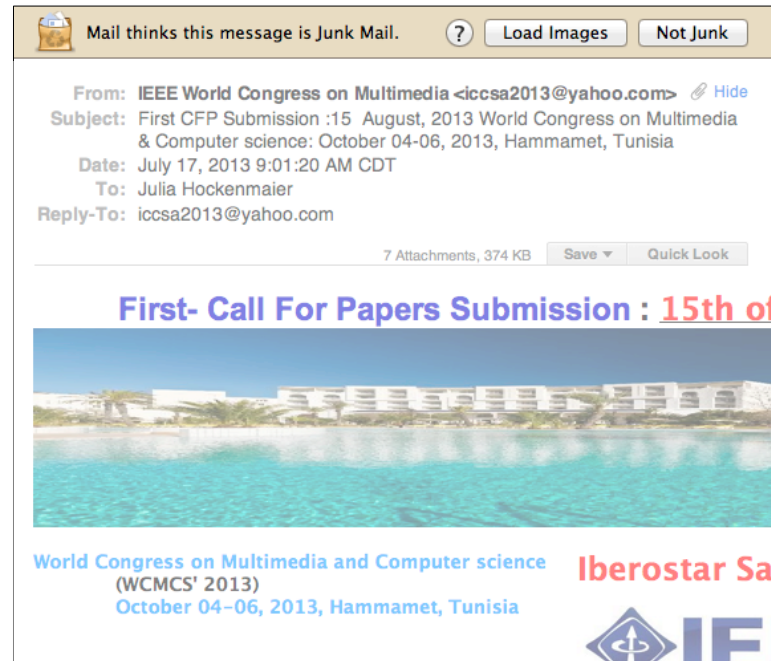 Mail thinks this message is Junk Mail. ? Load Images Not Junk
From: IEEE World Congress on Multimedia <iccsa2013@yahoo.com> Hide
Subject: First CFP Submission :15 August, 2013 World Congress on Multimedia
& Computer science: October 04-06, 2013, Hammamet, Tunisia
Date: July 17, 2013 9:01:20 AM CDT
To: Julia Hockenmaier
Reply-To: iccsa2013@yahoo.com
7 Attachments, 374 KB Save Quick Look
First- Call For Papers Submission : 15th of
World Congress on Multimedia and Computer science
(WCMCS' 2013)
October 04-06, 2013, Hammamet, Tunisia
Iberostar Sa
IE